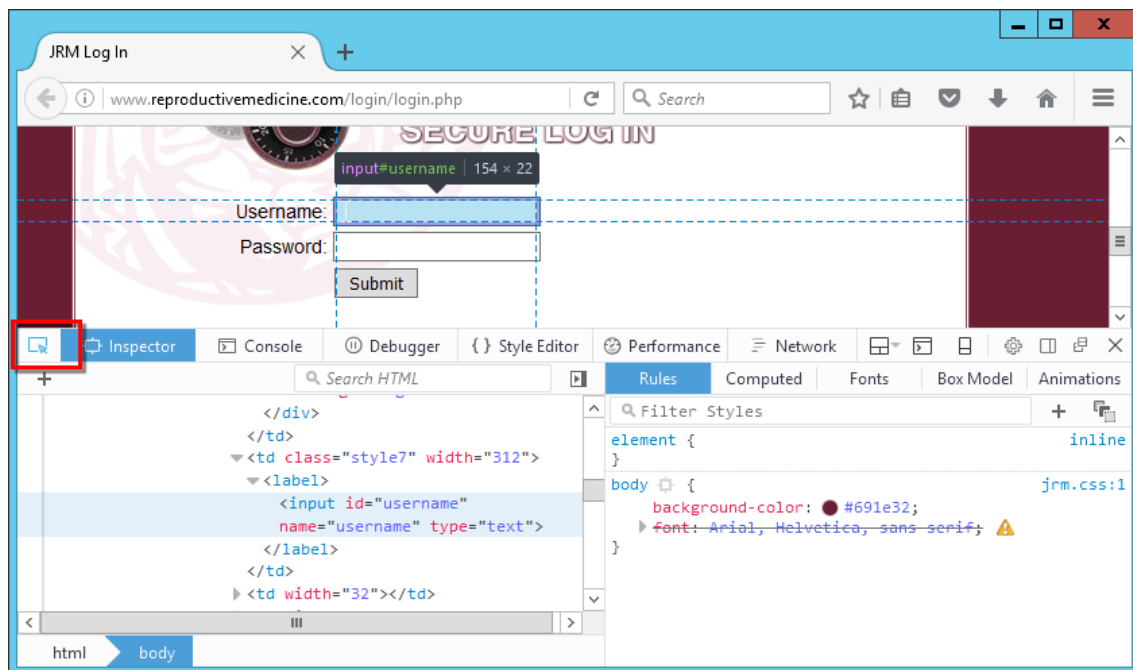 JRM Log In
www.reproductivemedicine.com/login/login.php
Search
SECURE LOG IN
input#username 154 × 22
Username:
Password:
Submit
Inspector Console Debugger { } Style Editor Performance Network
Search HTML
Rules Computed Fonts Box Model Animations
Filter Styles
</div>
</td>
<td class="style7" width="312">
<label>
<input id="username"
name="username" type="text">
</label>
</td>
<td width="32"></td>
html body
element { inline
}
body { jrm.css:1
background-color: #691e32;
font: Arial, Helvetica, sans serif;
}